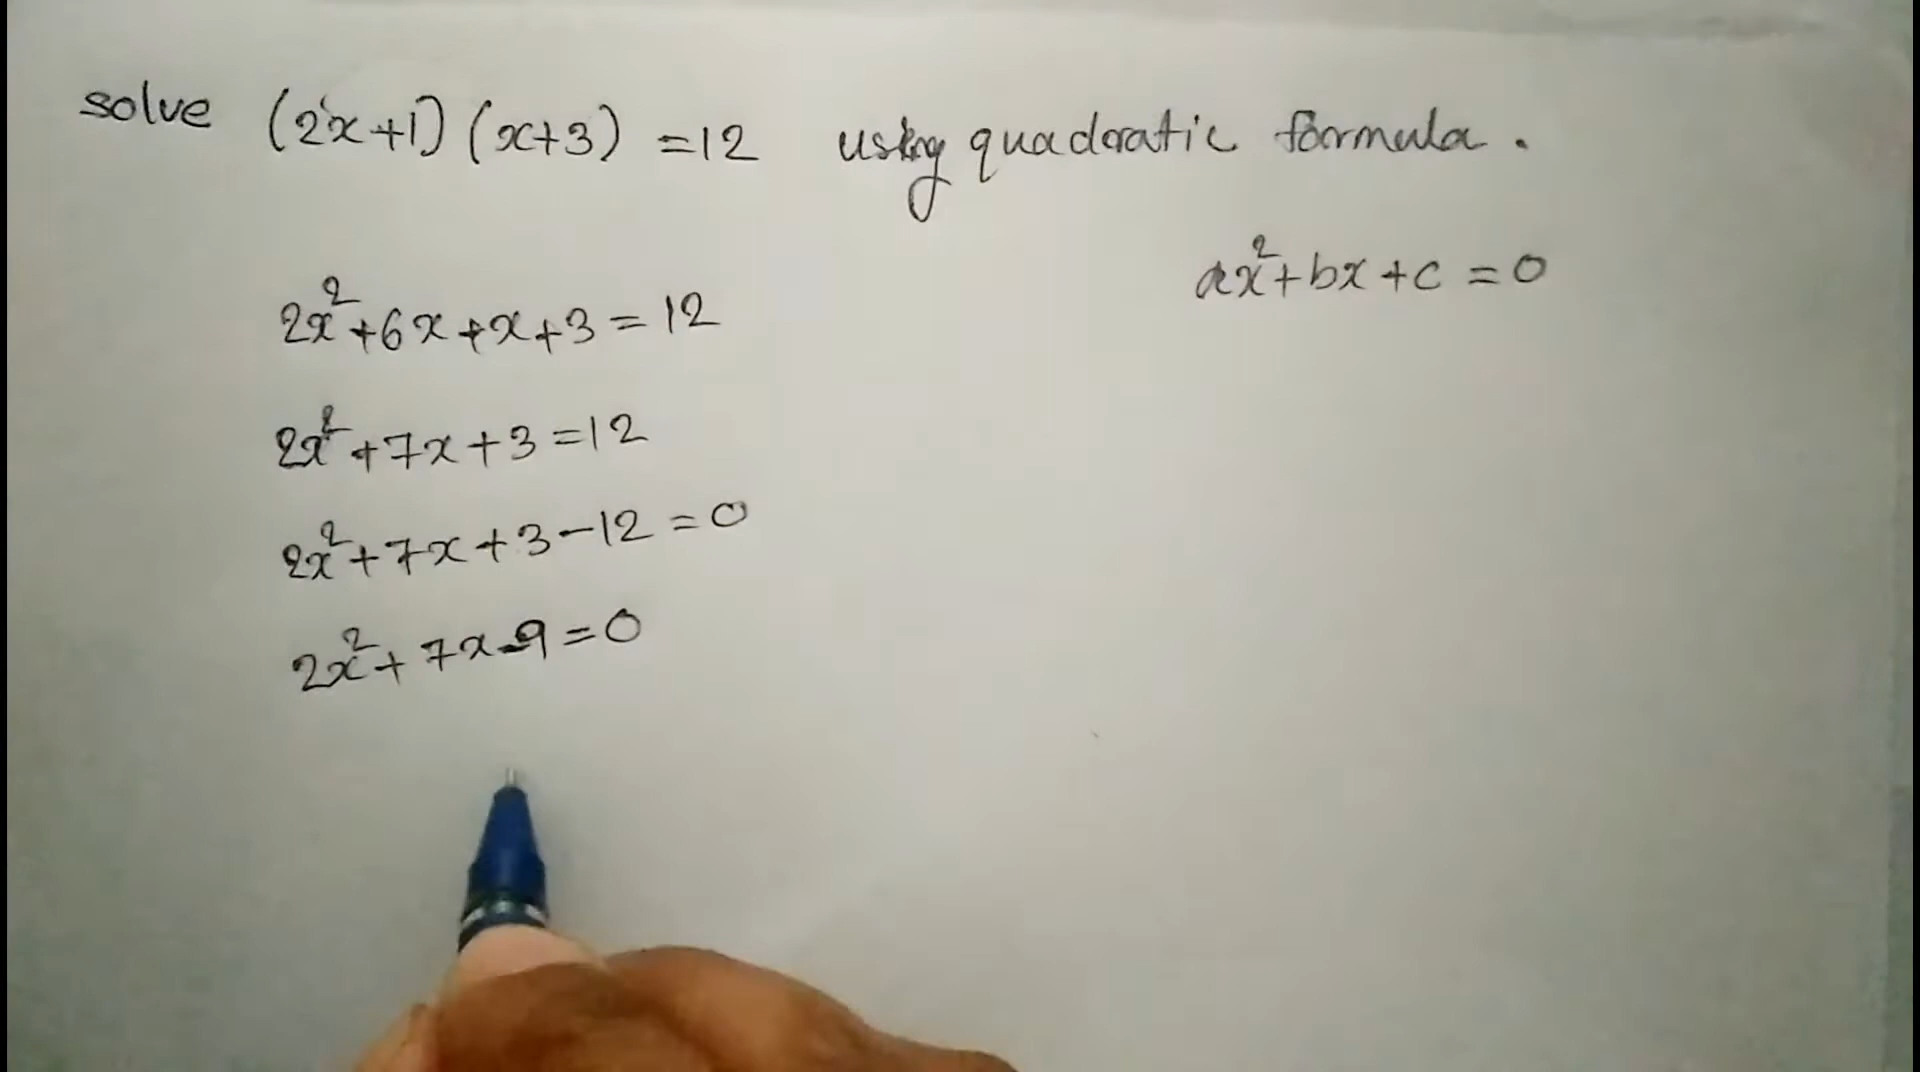 solve (2x+1) (x+3) =12 using quadratic formula.
ax²+bx+c=0
2x²+6x+x+3=12
2x²+7x+3=12
2x²+7x+3-12=0
2x²+7x-9=0